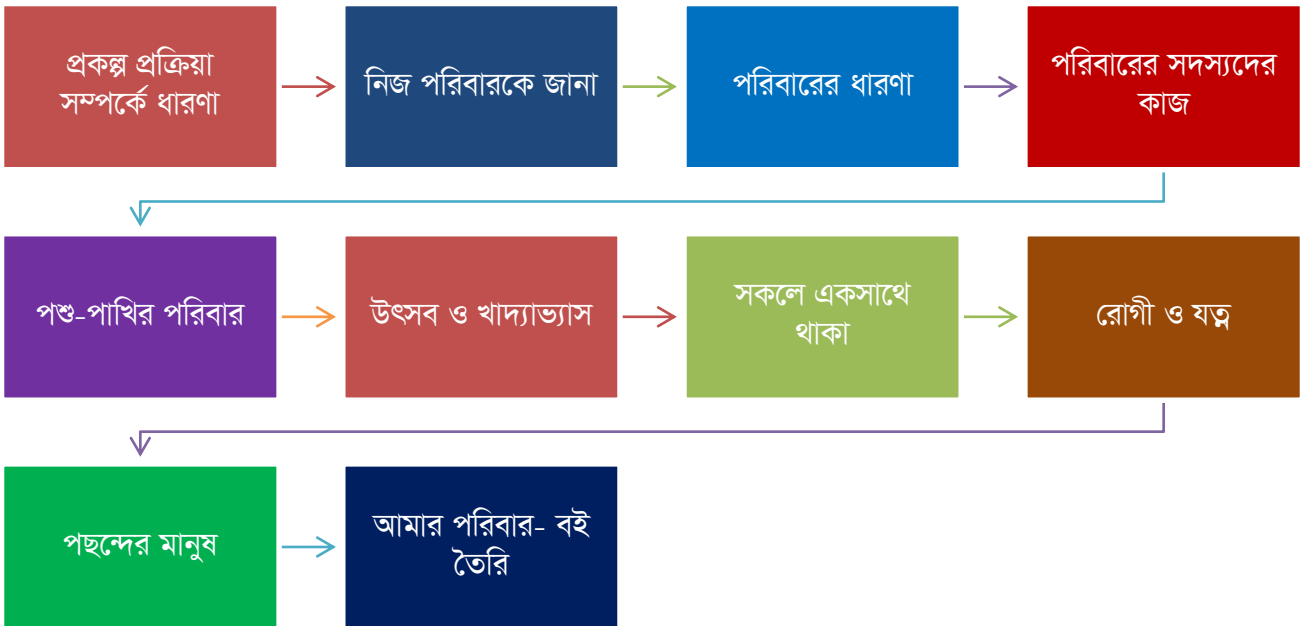 প্রকল্প প্রক্রিয়া
সম্পর্কে ধারণা
নিজ পরিবারকে জানা
পরিবারের ধারণা
পরিবারের সদস্যদের
কাজ
পশু-পাখির পরিবার
উৎসব ও খাদ্যাভ্যাস
সকলে একসাথে
থাকা
রোগী ও যত্ন
পছন্দের মানুষ
আমার পরিবার- বই
তৈরি